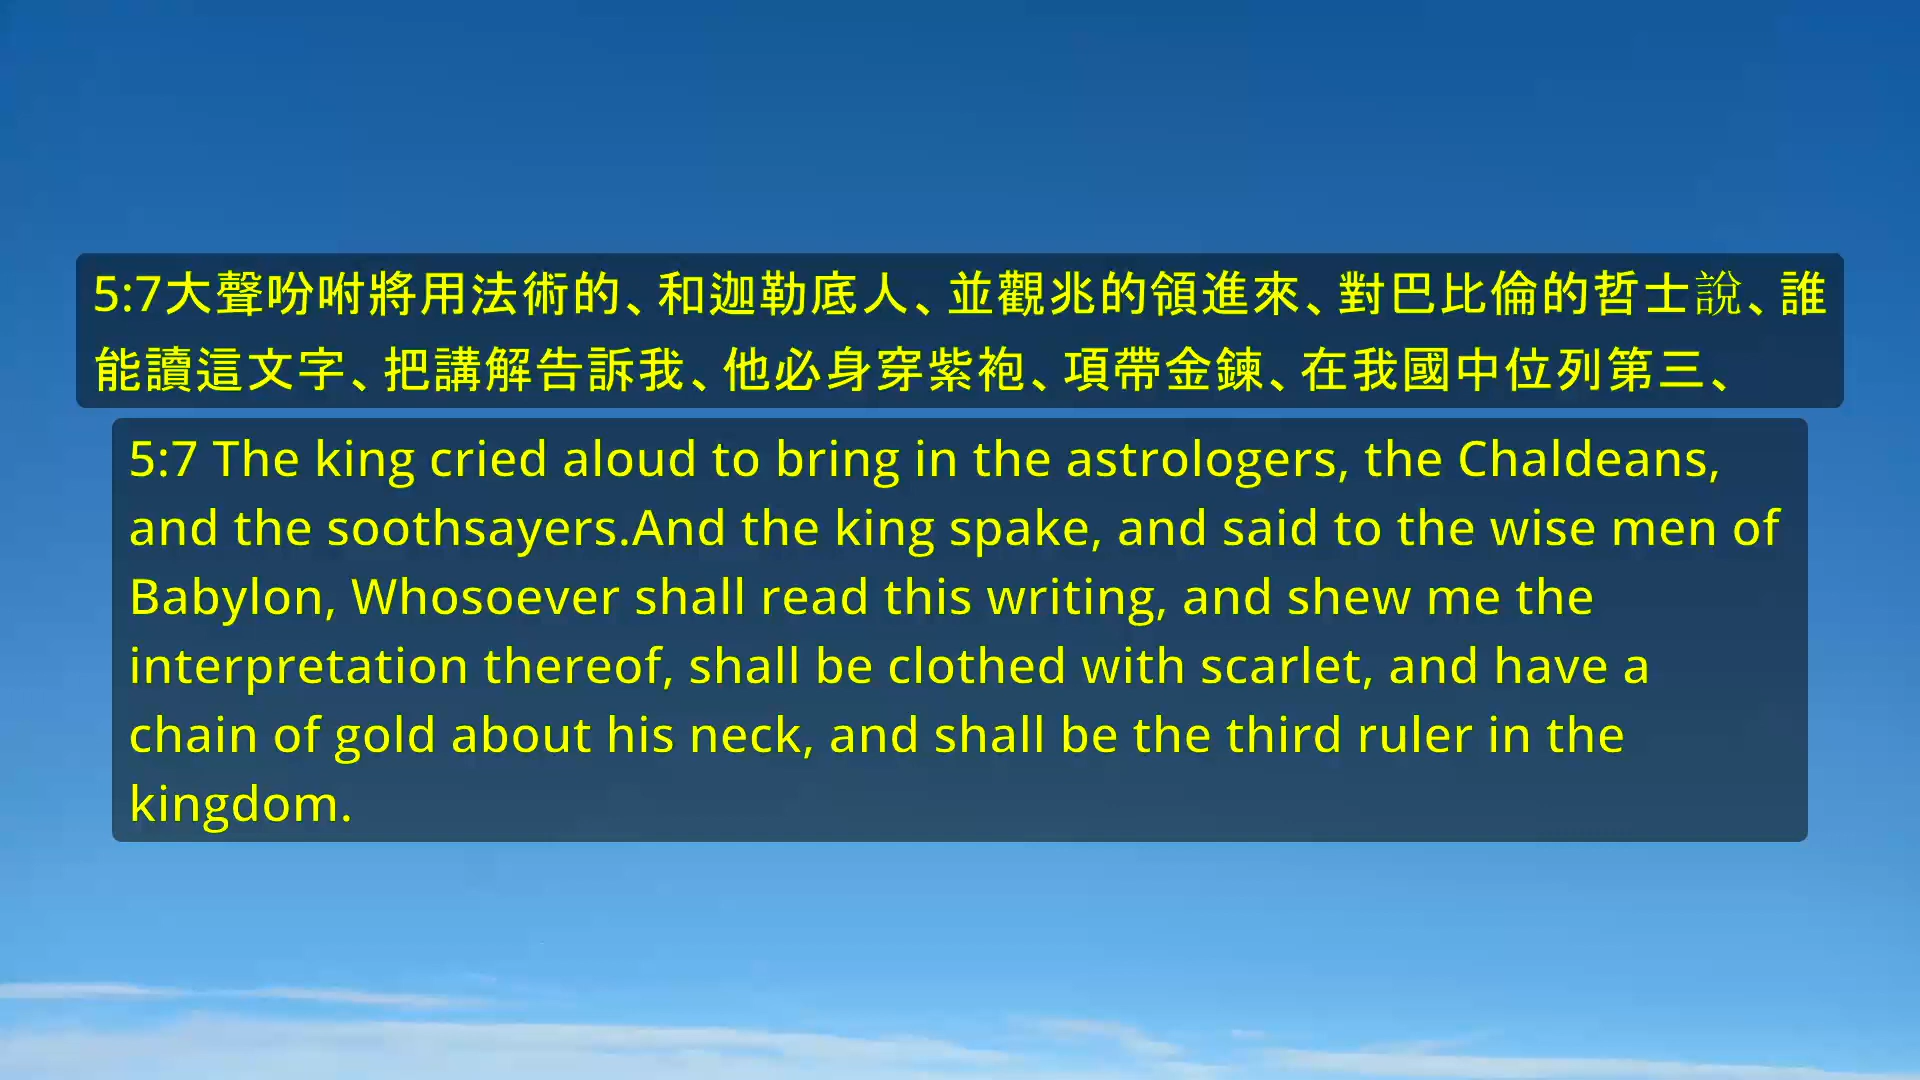 5:7大聲吩咐將用法術的、和迦勒底人、並觀兆的領進來、對巴比倫的哲士說、誰
能讀這文字、把講解告訴我、他必身穿紫袍、項帶金鍊、在我國中位列第三、
5:7 The king cried aloud to bring in the astrologers, the Chaldeans,
and the soothsayers.And the king spake, and said to the wise men of
Babylon, Whosoever shall read this writing, and shew me the
interpretation thereof, shall be clothed with scarlet, and have a
chain of gold about his neck, and shall be the third ruler in the
kingdom.